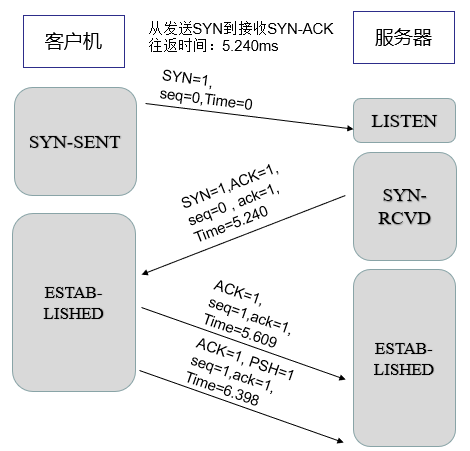 客户机
从发送SYN到接收SYN-ACK
往返时间：5.240ms
服务器
SYN=1,
seq=0,Time=0
SYN-SENT
LISTEN
SYN=1,ACK=1,
seq=0 , ack=1,
Time=5.240
SYN-
RCVD
ESTAB-
LISHED
ACK=1,
seq=1,ack=1,
Time=5.609
ACK=1, PSH=1
seq=1,ack=1,
Time=6.398
ESTAB-
LISHED